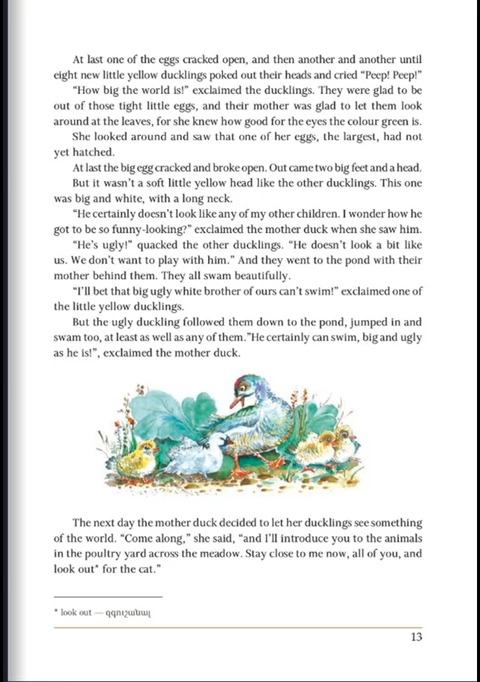 At last one of the eggs cracked open, and then another and another until
eight new little yellow ducklings poked out their heads and cried “Peep! Peep!”
“How big the world is!” exclaimed the ducklings. They were glad to be
out of those tight little eggs, and their mother was glad to let them look
around at the leaves, for she knew how good for the eyes the colour green is.
She looked around and saw that one of her eggs, the largest, had not
yet hatched.
At last the big egg cracked and broke open. Out came two big feet and a head.
But it wasn’t a soft little yellow head like the other ducklings. This one
was big and white, with a long neck.
“He certainly doesn’t look like any of my other children. I wonder how he
got to be so funny-looking?” exclaimed the mother duck when she saw him.
“He’s ugly!” quacked the other ducklings. “He doesn’t look a bit like
us. We don’t want to play with him.” And they went to the pond with their
mother behind them. They all swam beautifully.
“I’ll bet that big ugly white brother of ours can’t swim!” exclaimed one of
the little yellow ducklings.
But the ugly duckling followed them down to the pond, jumped in and
swam too, at least as well as any of them.”He certainly can swim, big and ugly
as he is!”, exclaimed the mother duck.
The next day the mother duck decided to let her ducklings see something
of the world. “Come along,” she said, “and I’ll introduce you to the animals
in the poultry yard across the meadow. Stay close to me now, all of you, and
look out* for the cat.”
* look out — զգուշանալ
13